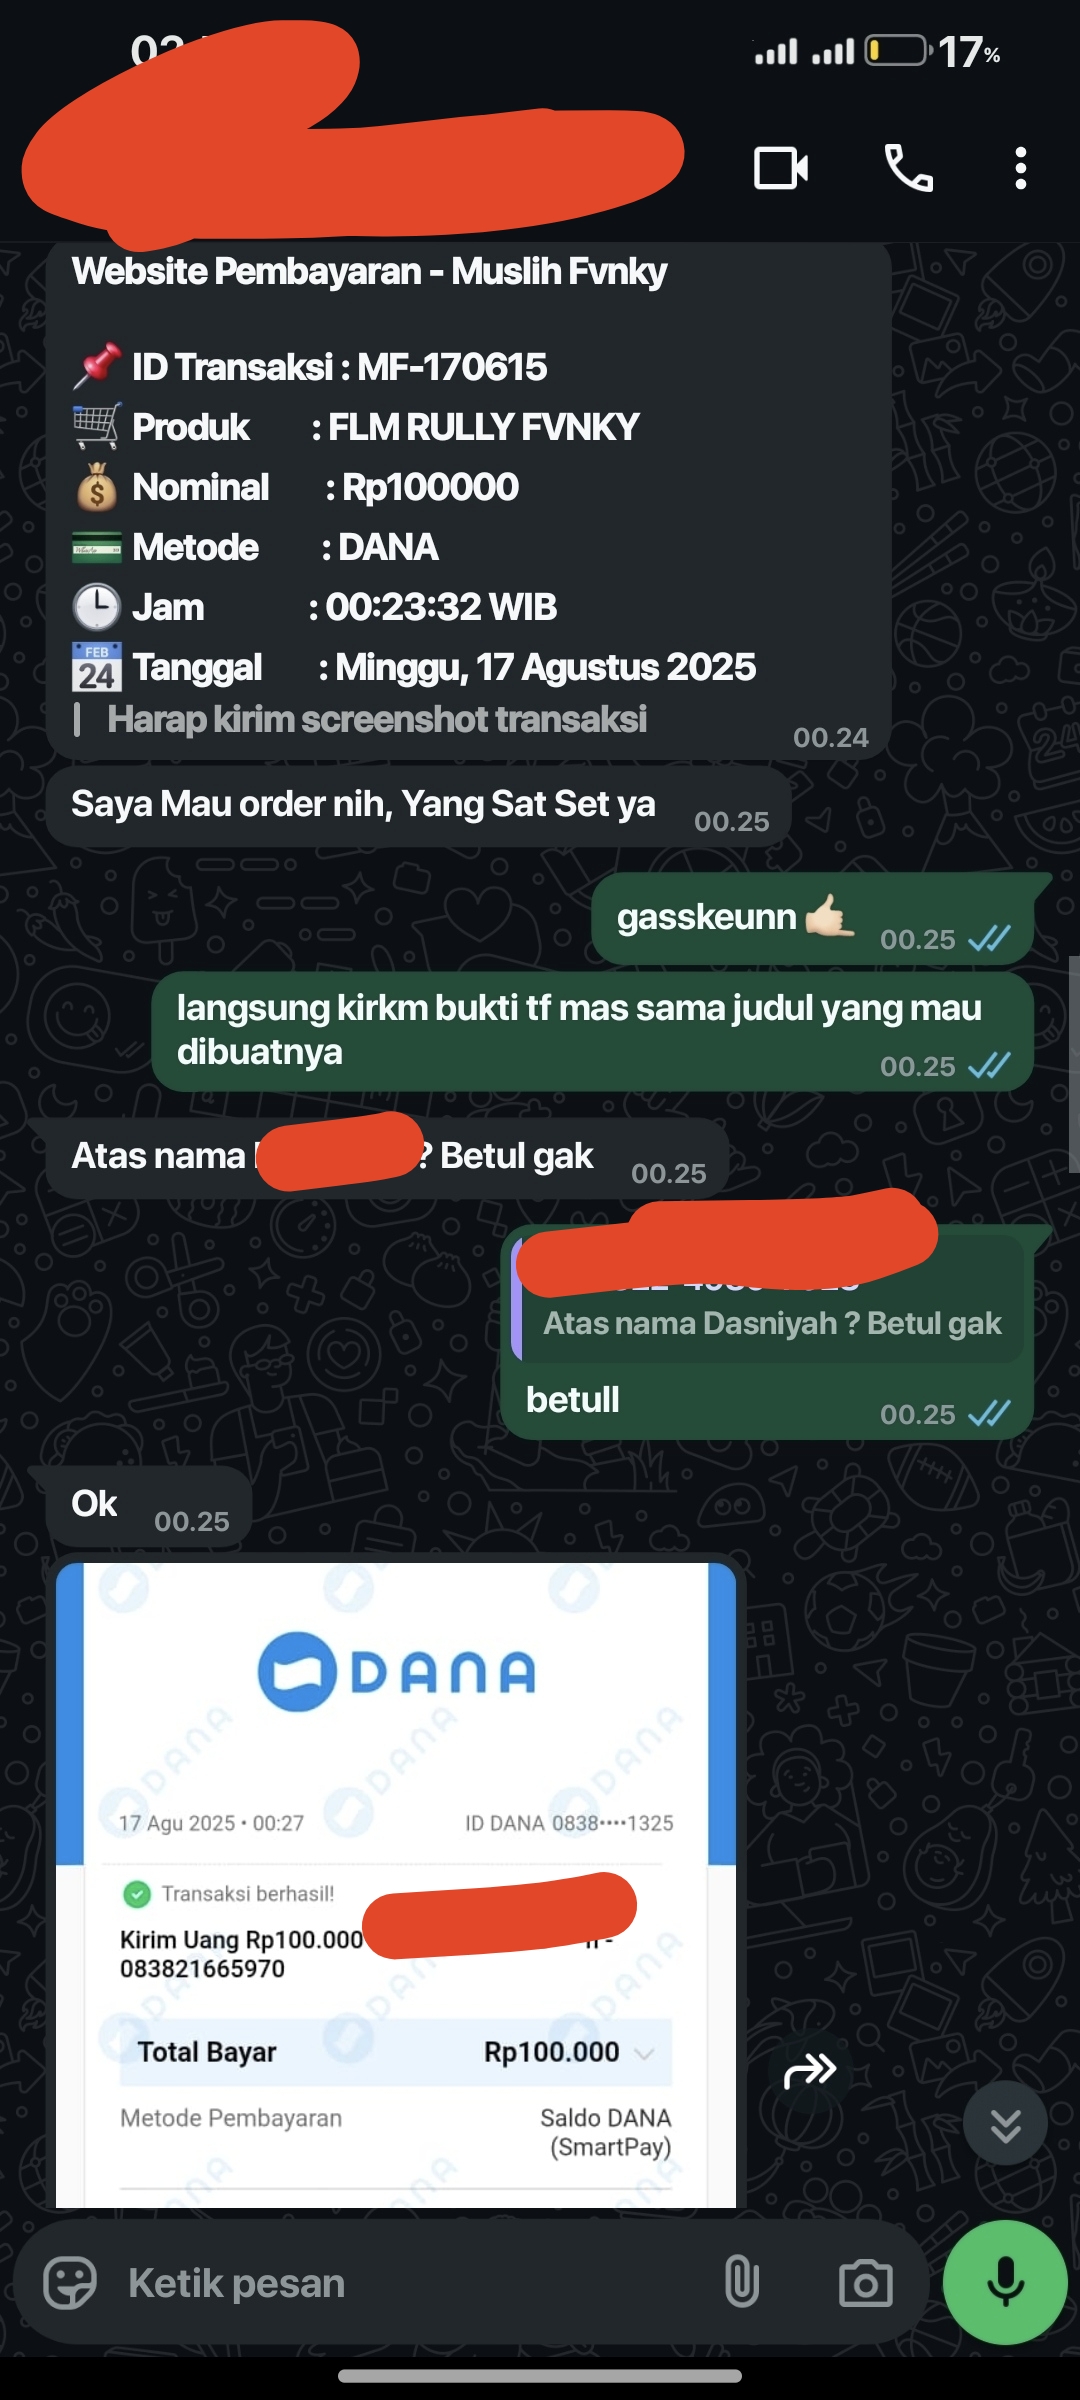 17%
Website Pembayaran - Muslih Fvnky
📌 ID Transaksi : MF-170615
🛒 Produk : FLM RULLY FVNKY
💰 Nominal : Rp100000
💳 Metode : DANA
🕒 Jam : 00:23:32 WIB
📆 Tanggal : Minggu, 17 Agustus 2025
Harap kirim screenshot transaksi
00.24
Saya Mau order nih, Yang Sat Set ya 00.25
gasskeunn 🤙🏻 00.25
langsung kirkm bukti tf mas sama judul yang mau
dibuatnya 00.25
Atas nama ? Betul gak 00.25
Atas nama Dasniyah ? Betul gak
betull 00.25
Ok 00.25
DANA
17 Agu 2025 • 00:27 ID DANA 0838••••1325
Transaksi berhasil!
Kirim Uang Rp100.000
083821665970
Total Bayar Rp100.000
Metode Pembayaran Saldo DANA
(SmartPay)
Ketik pesan